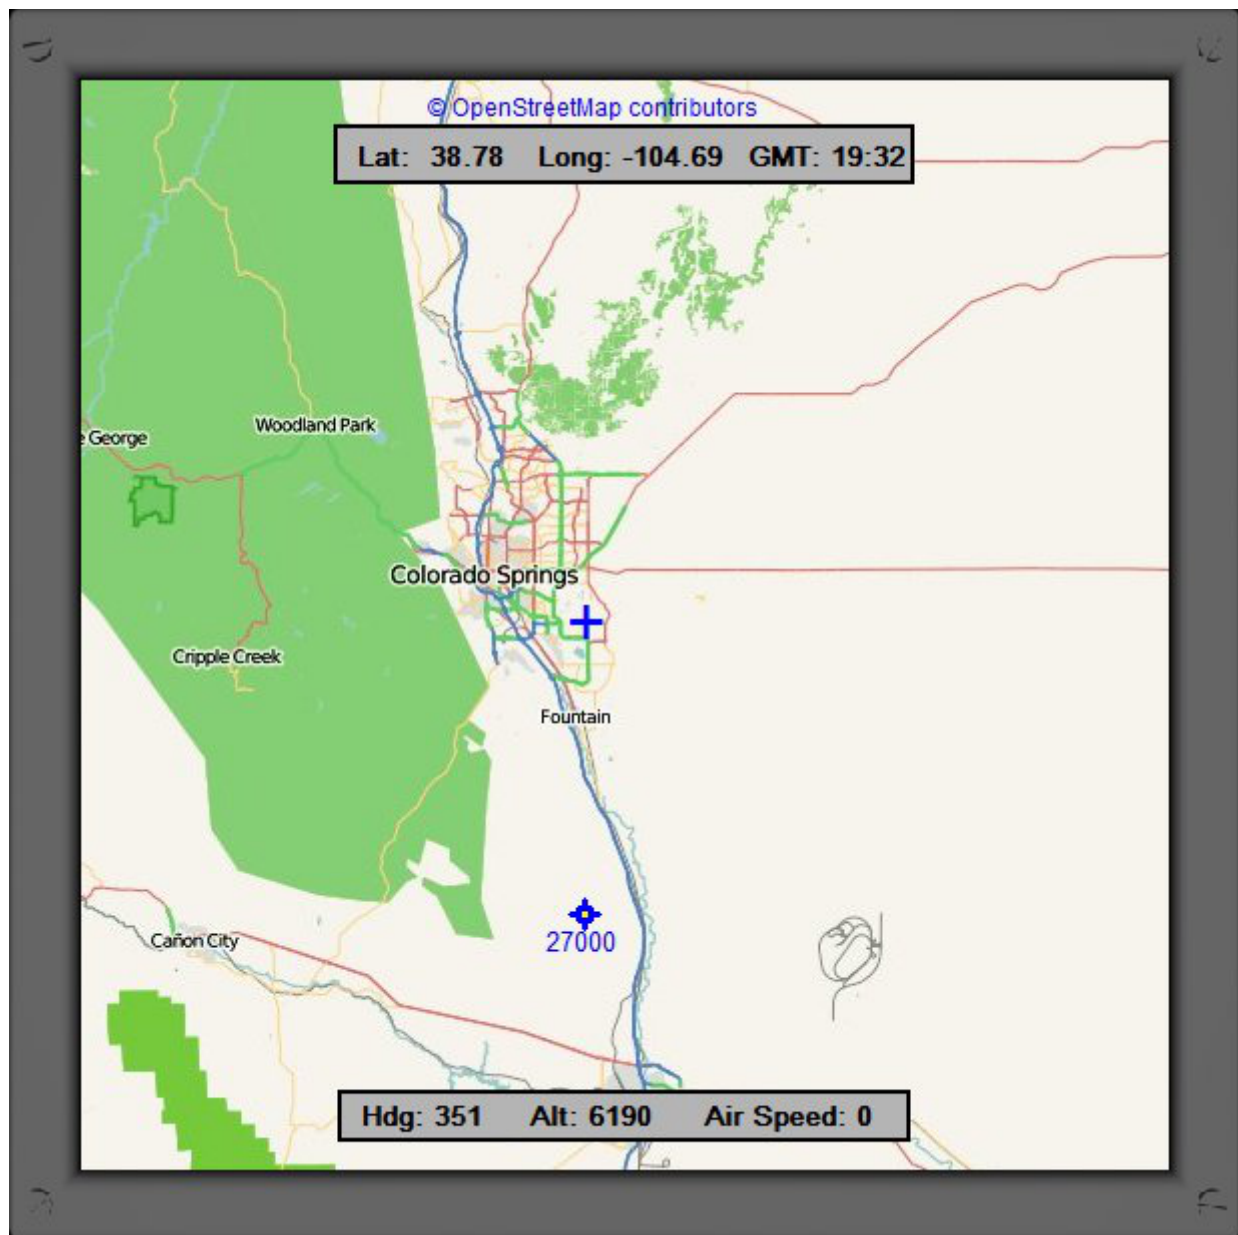 © OpenStreetMap contributors
Lat: 38.78 Long: -104.69 GMT: 19:32
Woodland Park
e George
Colorado Springs
Cripple Creek
Fountain
Cañon City
27000
Hdg: 351 Alt: 6190 Air Speed: 0